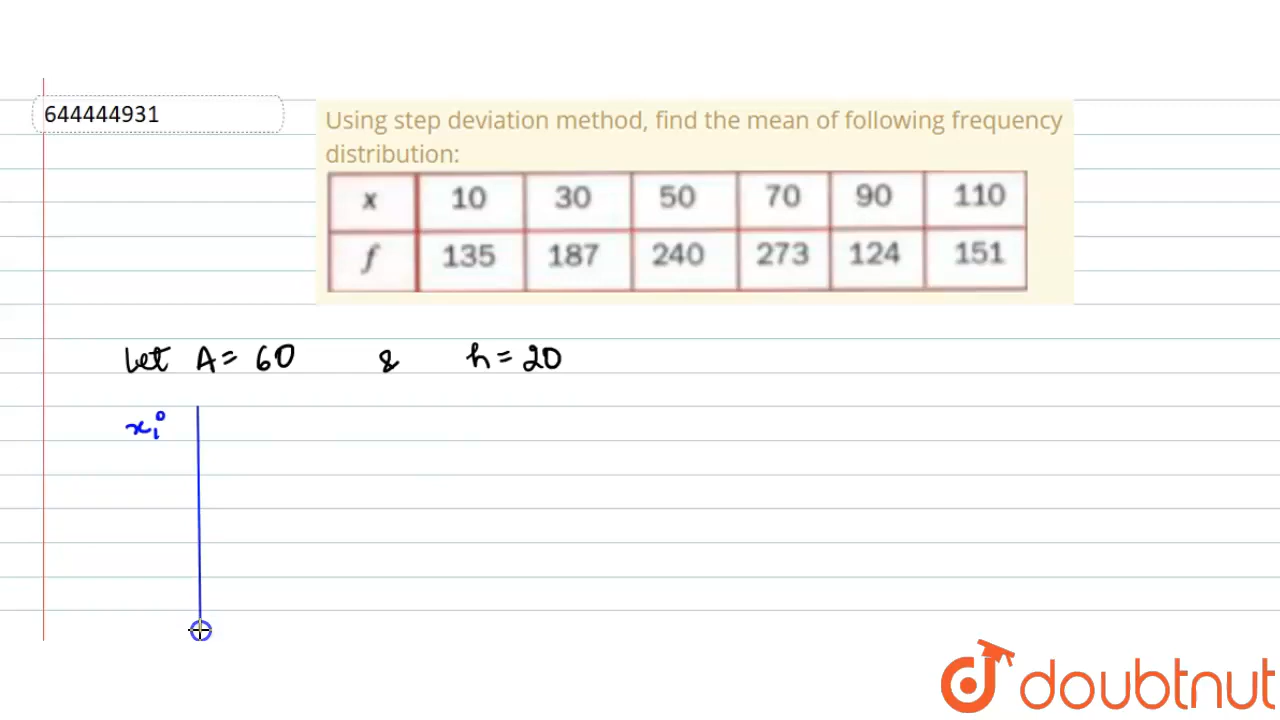 644444931
Using step deviation method, find the mean of following frequency
distribution:
x 10 30 50 70 90 110
f 135 187 240 273 124 151
Let A = 60 & h = 20
xi
doubtnut